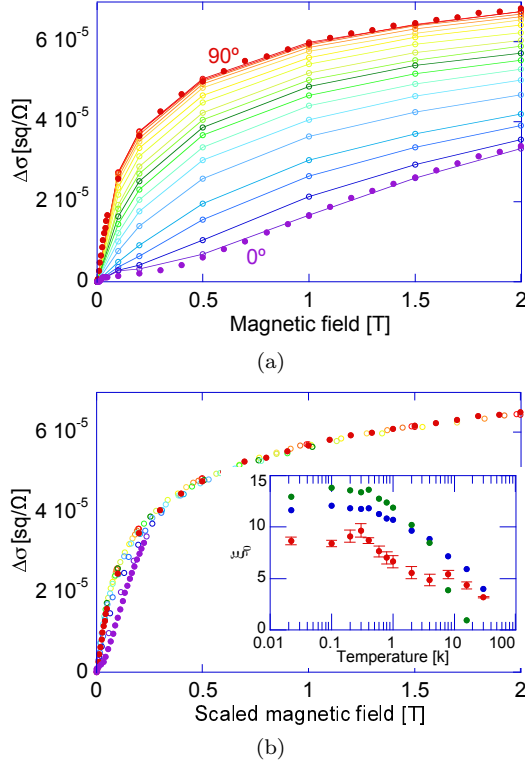 6 10⁻⁵
4 10⁻⁵
2 10⁻⁵
0
Δσ [sq/Ω]
90º
0º
0 0.5 1.0 1.5 2
Magnetic field [T]
(a)
6 10⁻⁵
4 10⁻⁵
2 10⁻⁵
0
Δσ [sq/Ω]
15
10
5
0
ξ₀
0.01 0.1 1 10 100
Temperature [k]
0 0.5 1.0 1.5 2
Scaled magnetic field [T]
(b)